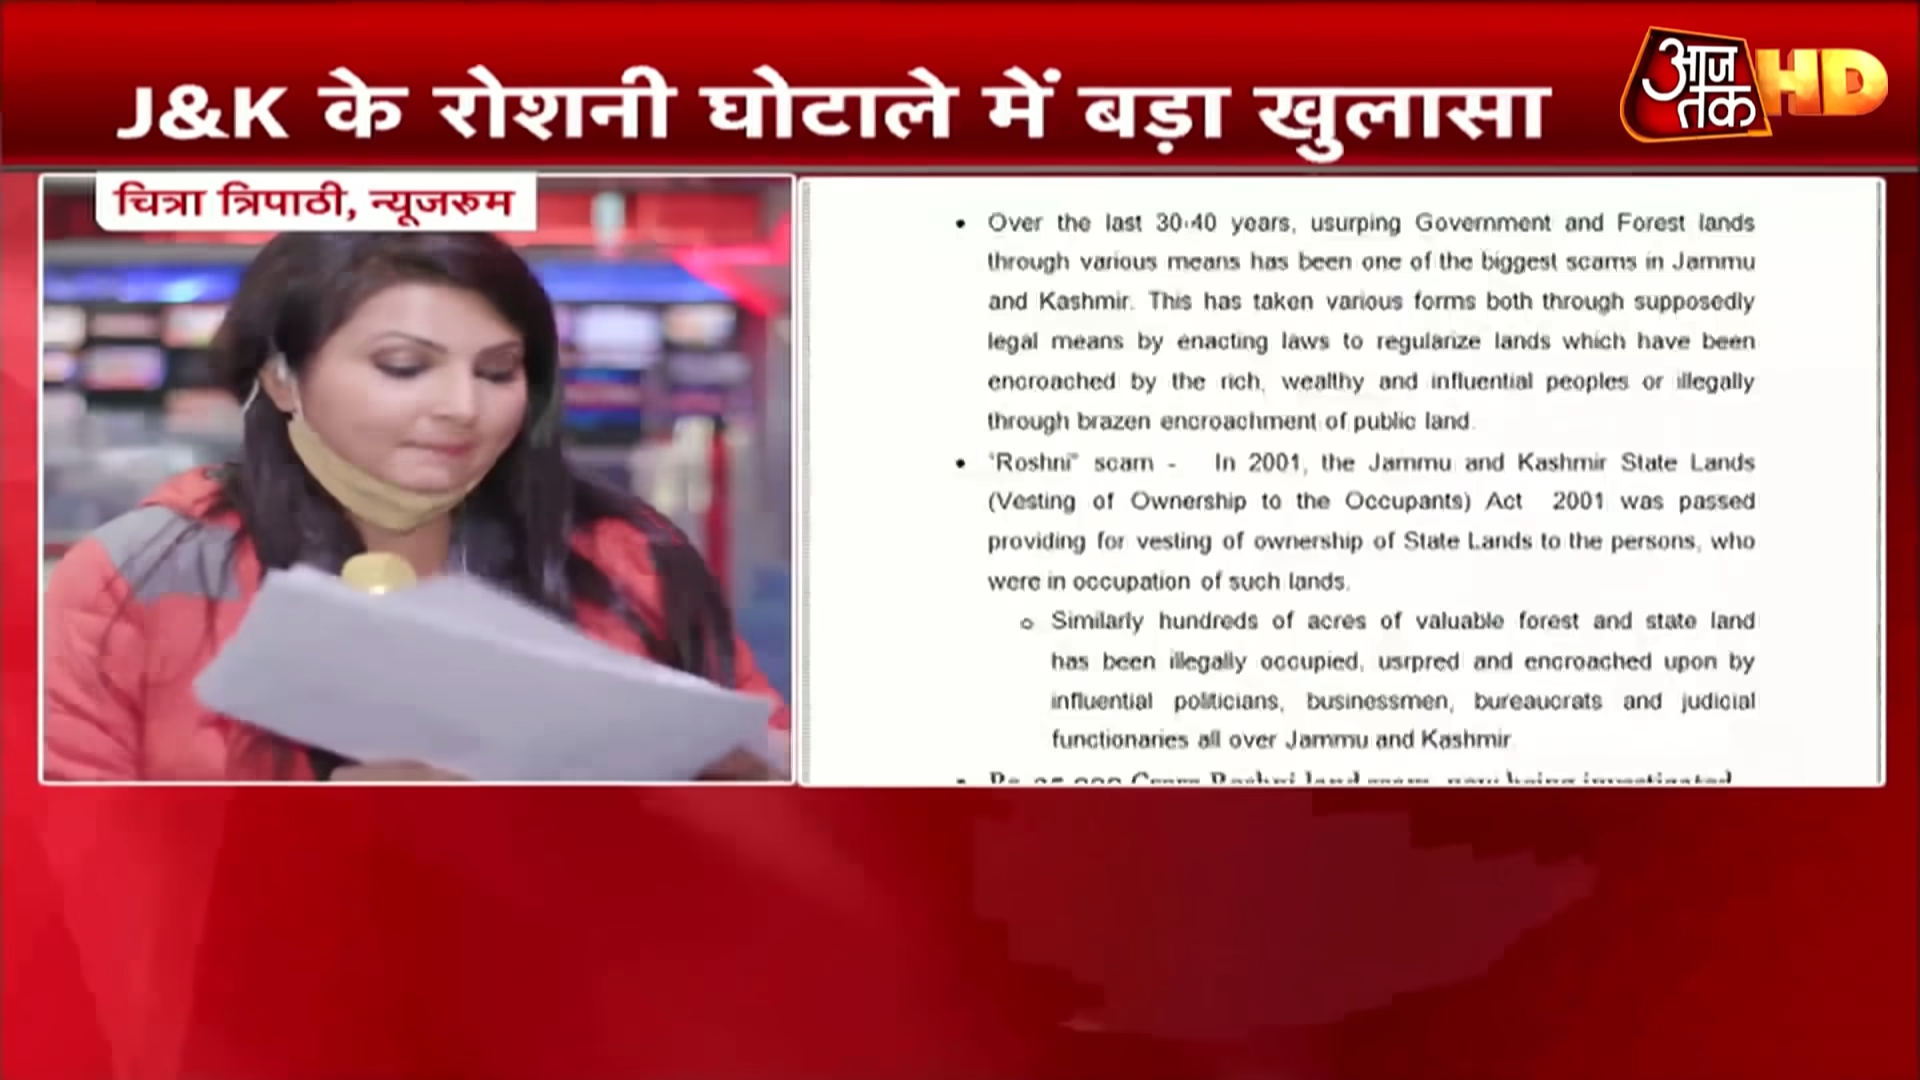 J&K के रोशनी घोटाले में बड़ा खुलासा
आज
तक
HD
चित्रा त्रिपाठी, न्यूजरूम
• Over the last 30-40 years, usurping Government and Forest lands
through various means has been one of the biggest scams in Jammu
and Kashmir. This has taken various forms both through supposedly
legal means by enacting laws to regularize lands which have been
encroached by the rich, wealthy and influential peoples or illegally
through brazen encroachment of public land.
• "Roshni" scam - In 2001, the Jammu and Kashmir State Lands
(Vesting of Ownership to the Occupants) Act 2001 was passed
providing for vesting of ownership of State Lands to the persons, who
were in occupation of such lands.
o Similarly hundreds of acres of valuable forest and state land
has been illegally occupied, usrpred and encroached upon by
influential politicians, businessmen, bureaucrats and judicial
functionaries all over Jammu and Kashmir
Crore Roshni land scam, now being investigated